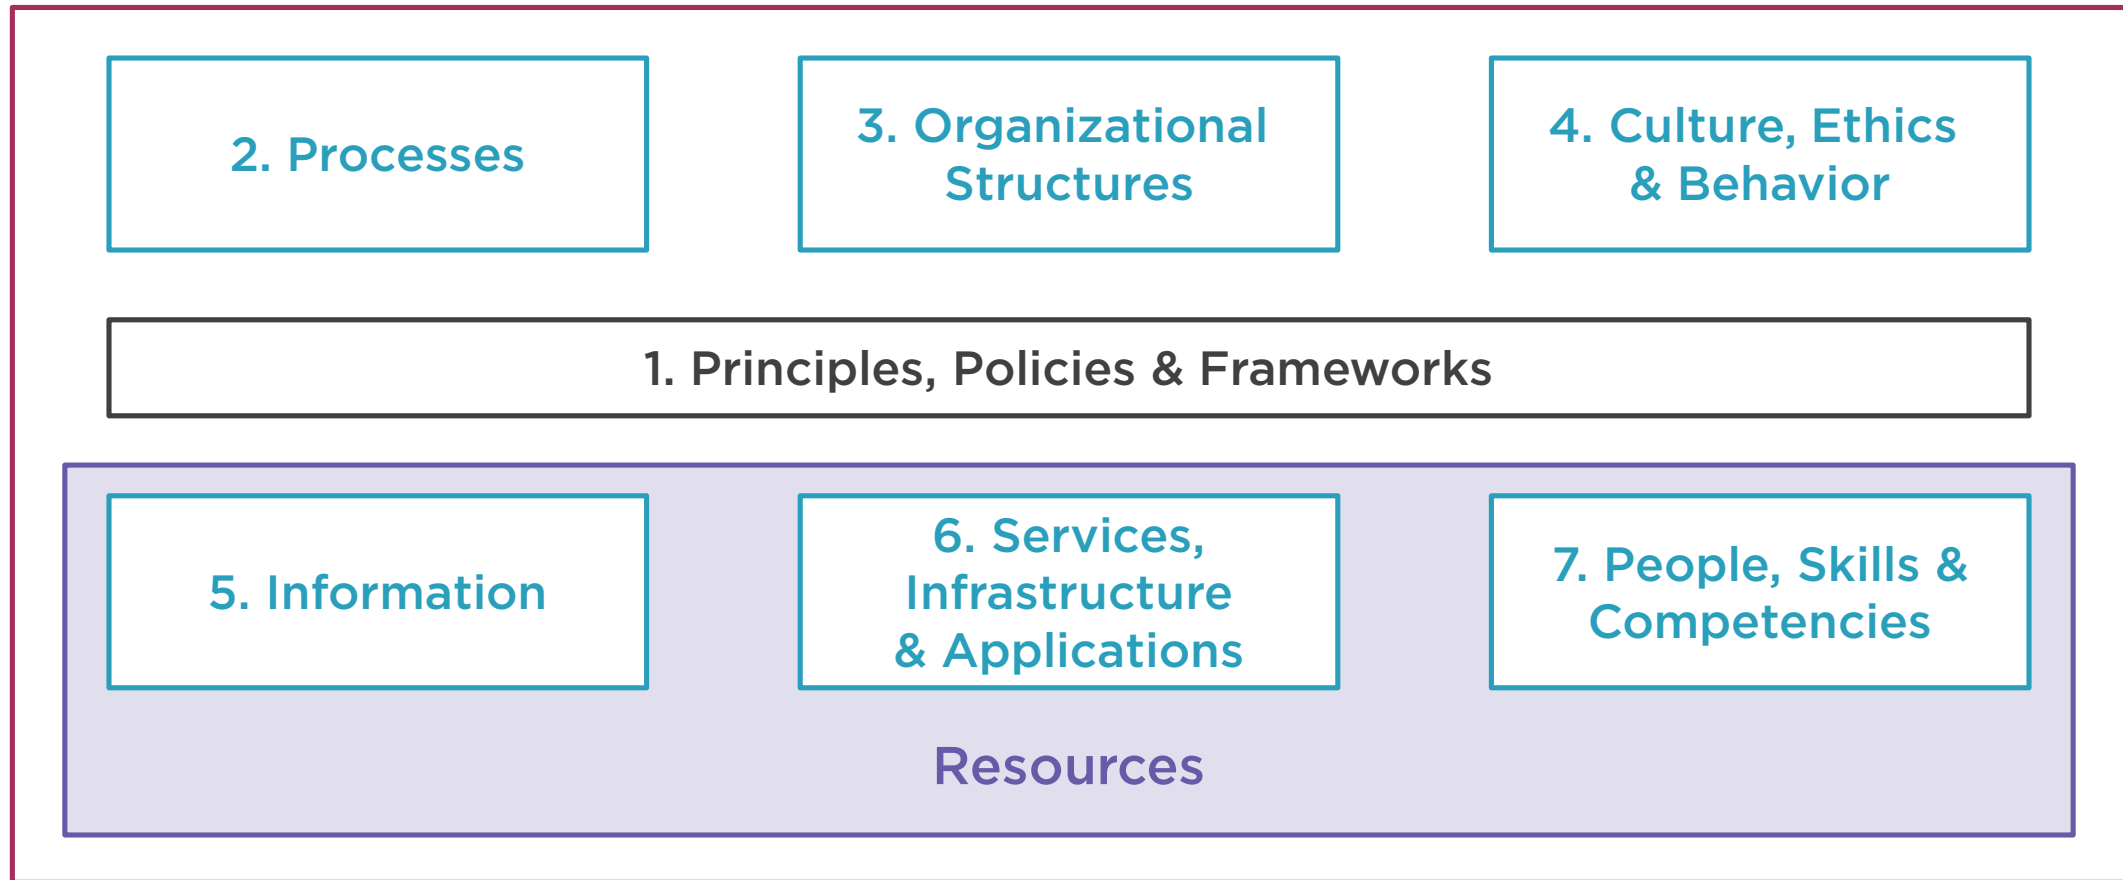 2. Processes
3. Organizational
Structures
4. Culture, Ethics
& Behavior
1. Principles, Policies & Frameworks
5. Information
6. Services,
Infrastructure
& Applications
7. People, Skills &
Competencies
Resources